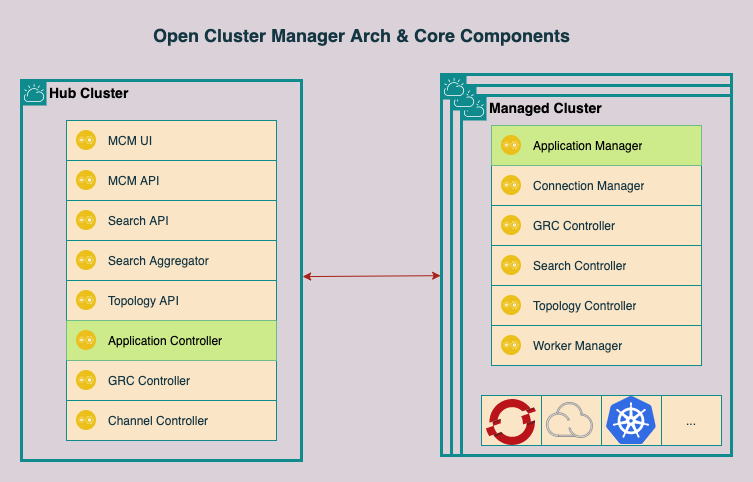 Open Cluster Manager Arch & Core Components
Hub Cluster
MCM UI
MCM API
Search API
Search Aggregator
Topology API
Application Controller
GRC Controller
Channel Controller
Managed Cluster
Application Manager
Connection Manager
GRC Controller
Search Controller
Topology Controller
Worker Manager
...